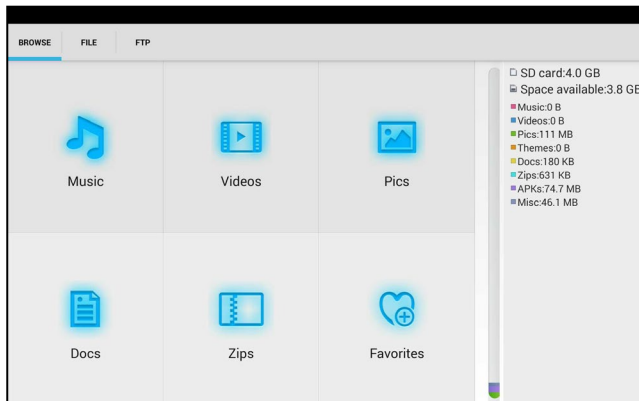 BROWSE FILE FTP
SD card:4.0 GB
Space available:3.8 GB
Music:0 B
Videos:0 B
Pics:111 MB
Themes:0 B
Docs:180 KB
Zips:631 KB
APKs:74.7 MB
Misc:46.1 MB
Music Videos Pics
Docs Zips Favorites